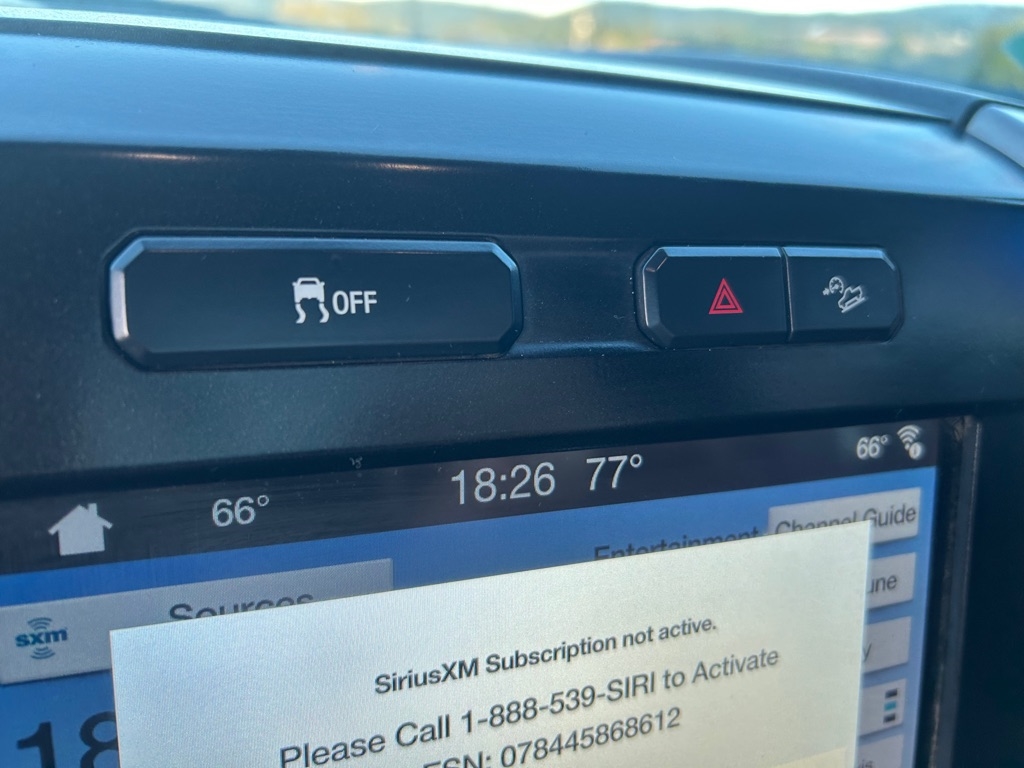 OFF
66° 18:26 77° 66°
Entertainment Channel Guide
sxm Sources
SiriusXM Subscription not active.
Please Call 1-888-539-SIRI to Activate
ESN: 078445868612
18